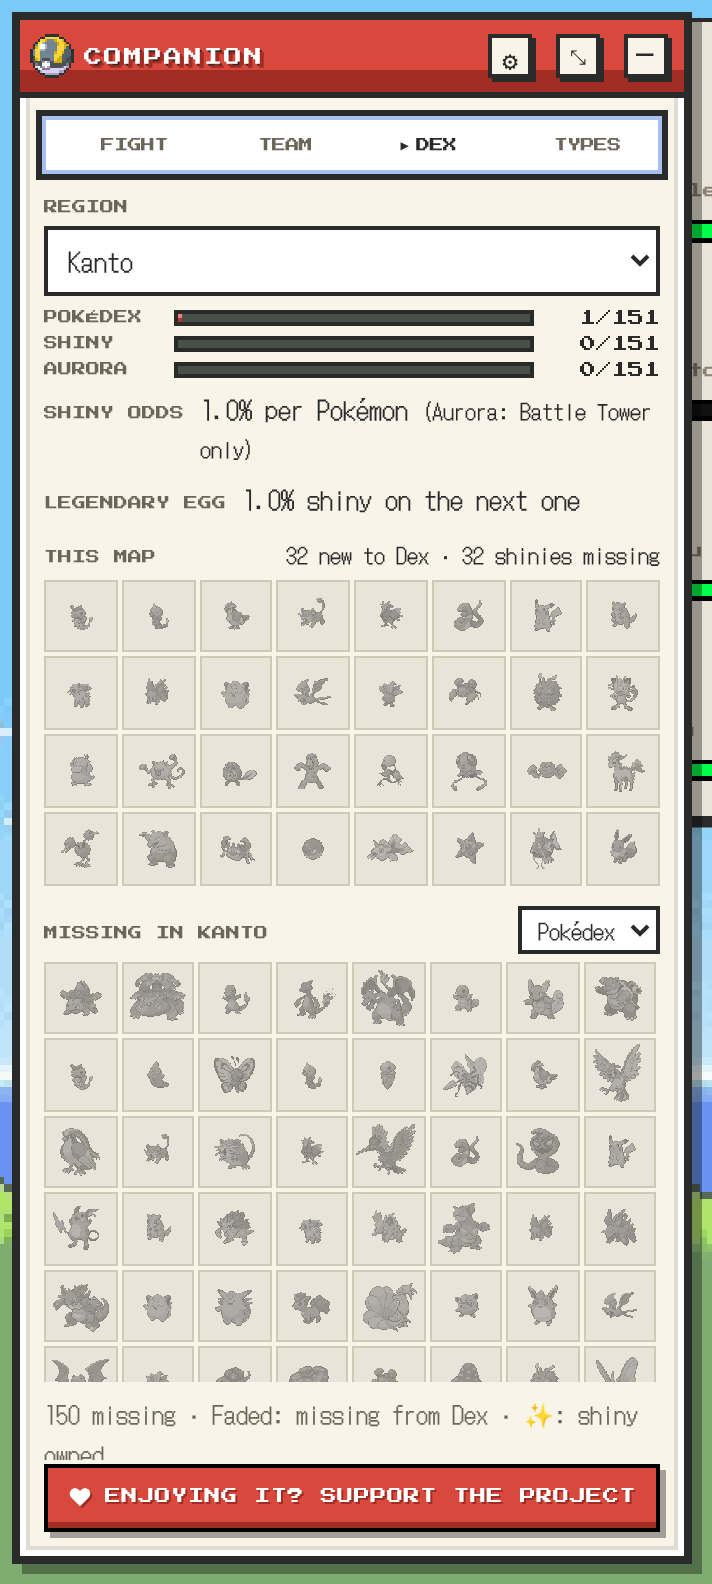 COMPANION
FIGHT TEAM ▸ DEX TYPES
REGION
Kanto
POKéDEX 1/151
SHINY 0/151
AURORA 0/151
SHINY ODDS 1.0% per Pokémon (Aurora: Battle Tower
only)
LEGENDARY EGG 1.0% shiny on the next one
THIS MAP 32 new to Dex · 32 shinies missing
MISSING IN KANTO Pokédex
150 missing · Faded: missing from Dex · ✨: shiny
owned
♥ ENJOYING IT? SUPPORT THE PROJECT